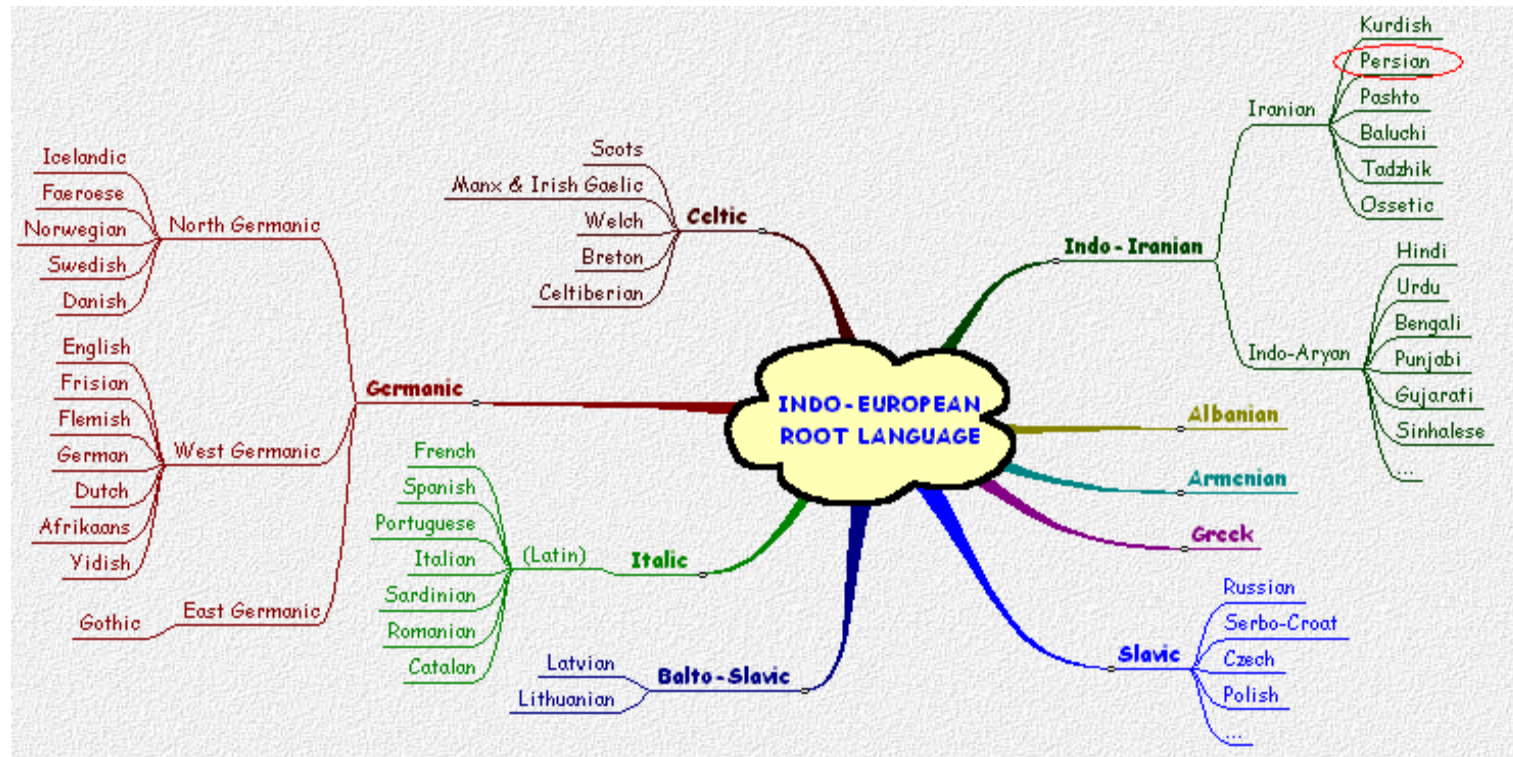 INDO-EUROPEAN
ROOT LANGUAGE
Celtic
Scots
Manx & Irish Gaelic
Welch
Breton
Celtiberian
Germanic
North Germanic
Icelandic
Faeroese
Norwegian
Swedish
Danish
West Germanic
English
Frisian
Flemish
German
Dutch
Afrikaans
Yidish
East Germanic
Gothic
Italic
(Latin)
French
Spanish
Portuguese
Italian
Sardinian
Romanian
Catalan
Balto-Slavic
Latvian
Lithuanian
Indo-Iranian
Iranian
Kurdish
Persian
Pashto
Baluchi
Tadzhik
Ossetic
Indo-Aryan
Hindi
Urdu
Bengali
Punjabi
Gujarati
Sinhalese
...
Albanian
Armenian
Greek
Slavic
Russian
Serbo-Croat
Czech
Polish
...